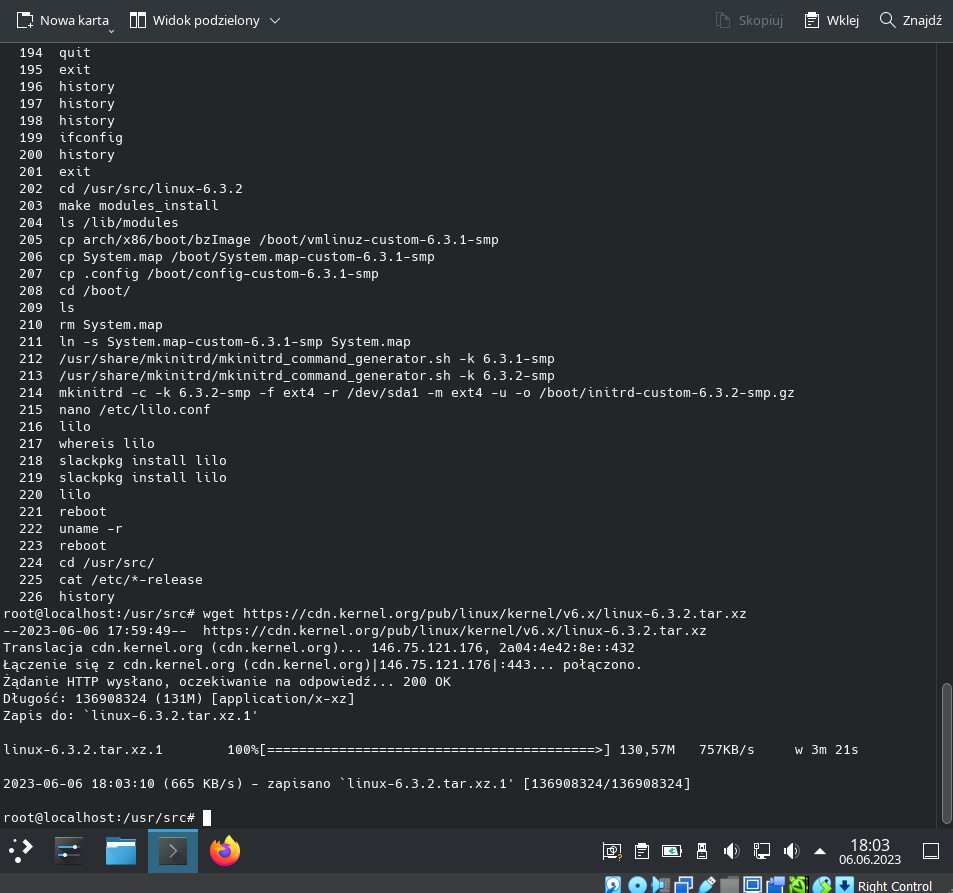 Nowa karta Widok podzielony Skopiuj Wklej Znajdź
194 quit
195 exit
196 history
197 history
198 history
199 ifconfig
200 history
201 exit
202 cd /usr/src/linux-6.3.2
203 make modules_install
204 ls /lib/modules
205 cp arch/x86/boot/bzImage /boot/vmlinuz-custom-6.3.1-smp
206 cp System.map /boot/System.map-custom-6.3.1-smp
207 cp .config /boot/config-custom-6.3.1-smp
208 cd /boot/
209 ls
210 rm System.map
211 ln -s System.map-custom-6.3.1-smp System.map
212 /usr/share/mkinitrd/mkinitrd_command_generator.sh -k 6.3.1-smp
213 /usr/share/mkinitrd/mkinitrd_command_generator.sh -k 6.3.2-smp
214 mkinitrd -c -k 6.3.2-smp -f ext4 -r /dev/sda1 -m ext4 -u -o /boot/initrd-custom-6.3.2-smp.gz
215 nano /etc/lilo.conf
216 lilo
217 whereis lilo
218 slackpkg install lilo
219 slackpkg install lilo
220 lilo
221 reboot
222 uname -r
223 reboot
224 cd /usr/src/
225 cat /etc/*-release
226 history
root@localhost:/usr/src# wget https://cdn.kernel.org/pub/linux/kernel/v6.x/linux-6.3.2.tar.xz
--2023-06-06 17:59:49-- https://cdn.kernel.org/pub/linux/kernel/v6.x/linux-6.3.2.tar.xz
Translacja cdn.kernel.org (cdn.kernel.org)... 146.75.121.176, 2a04:4e42:8e::432
Łączenie się z cdn.kernel.org (cdn.kernel.org)|146.75.121.176|:443... połączono.
Żądanie HTTP wysłano, oczekiwanie na odpowiedź... 200 OK
Długość: 136908324 (131M) [application/x-xz]
Zapis do: `linux-6.3.2.tar.xz.1'
linux-6.3.2.tar.xz.1 100%[=========================================>] 130,57M 757KB/s w 3m 21s
2023-06-06 18:03:10 (665 KB/s) - zapisano `linux-6.3.2.tar.xz.1' [136908324/136908324]
root@localhost:/usr/src#
18:03
06.06.2023
Right Control